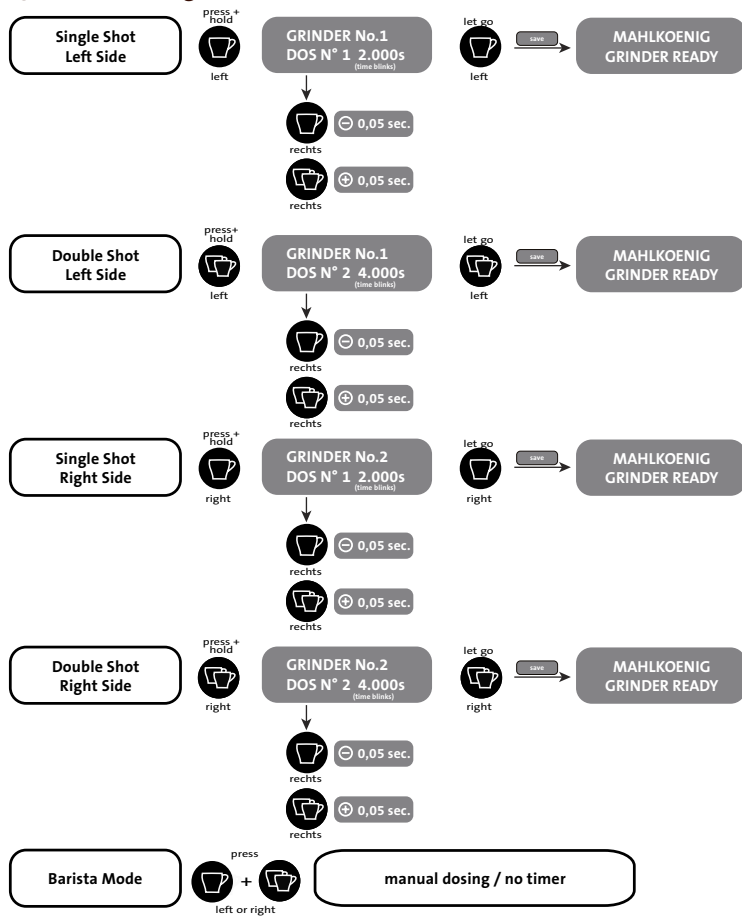 press +
hold
Single Shot
Left Side
left
GRINDER No.1
DOS N° 1 2.000s
(time blinks)
let go
left
save
MAHLKOENIG
GRINDER READY
⊖ 0,05 sec.
rechts
⊕ 0,05 sec.
rechts
press+
hold
Double Shot
Left Side
left
GRINDER No.1
DOS N° 2 4.000s
(time blinks)
let go
left
save
MAHLKOENIG
GRINDER READY
⊖ 0,05 sec.
rechts
⊕ 0,05 sec.
rechts
press +
hold
Single Shot
Right Side
right
GRINDER No.2
DOS N° 1 2.000s
(time blinks)
let go
right
save
MAHLKOENIG
GRINDER READY
⊖ 0,05 sec.
rechts
⊕ 0,05 sec.
rechts
press +
hold
Double Shot
Right Side
right
GRINDER No.2
DOS N° 2 4.000s
(time blinks)
let go
right
save
MAHLKOENIG
GRINDER READY
⊖ 0,05 sec.
rechts
⊕ 0,05 sec.
rechts
Barista Mode
press
+
left or right
manual dosing / no timer